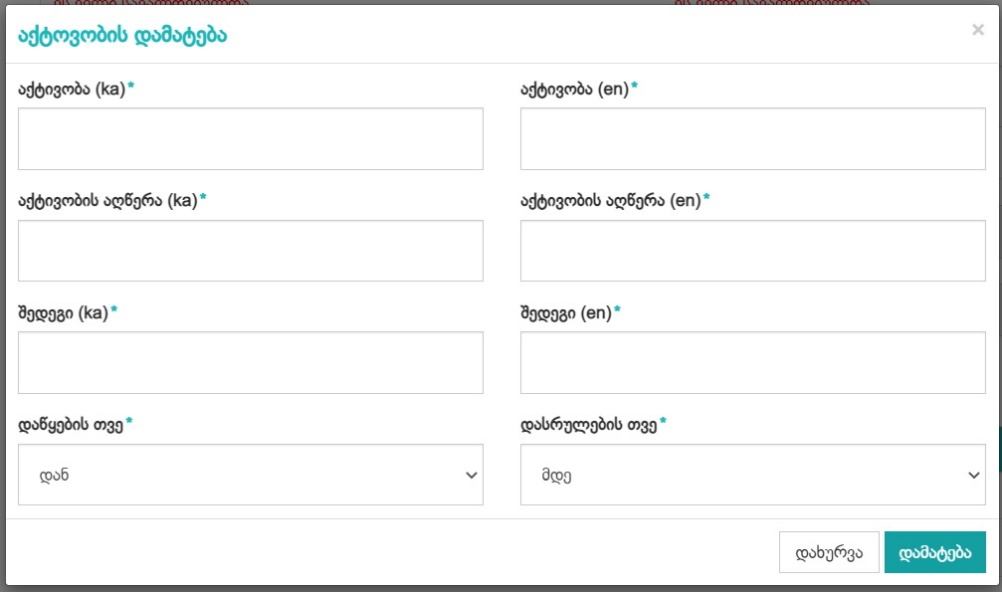 აქტოვობის დამატება ×
აქტივობა (ka)* აქტივობა (en)*
აქტივობის აღწერა (ka)* აქტივობის აღწერა (en)*
შედეგი (ka)* შედეგი (en)*
დაწყების თვე* დასრულების თვე*
დან მდე
დახურვა დამატება